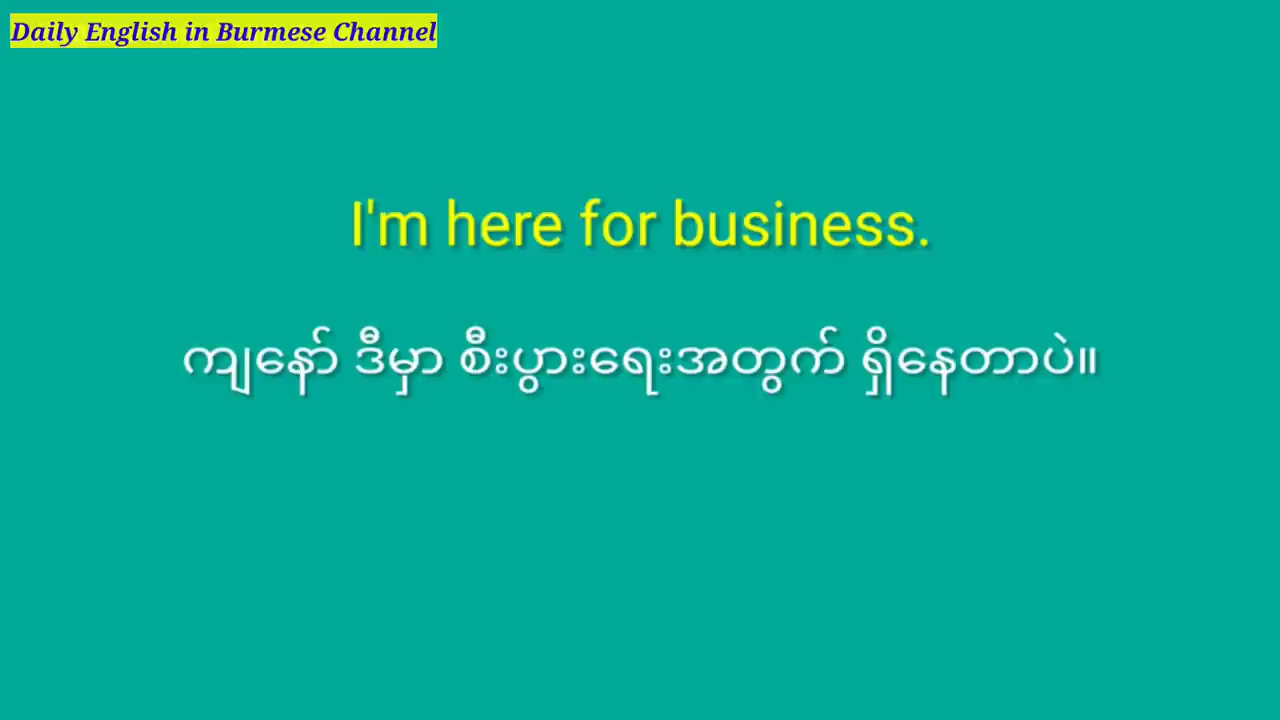 Daily English in Burmese Channel
I'm here for business.
ကျနော် ဒီမှာ စီးပွားရေးအတွက် ရှိနေတာပဲ။